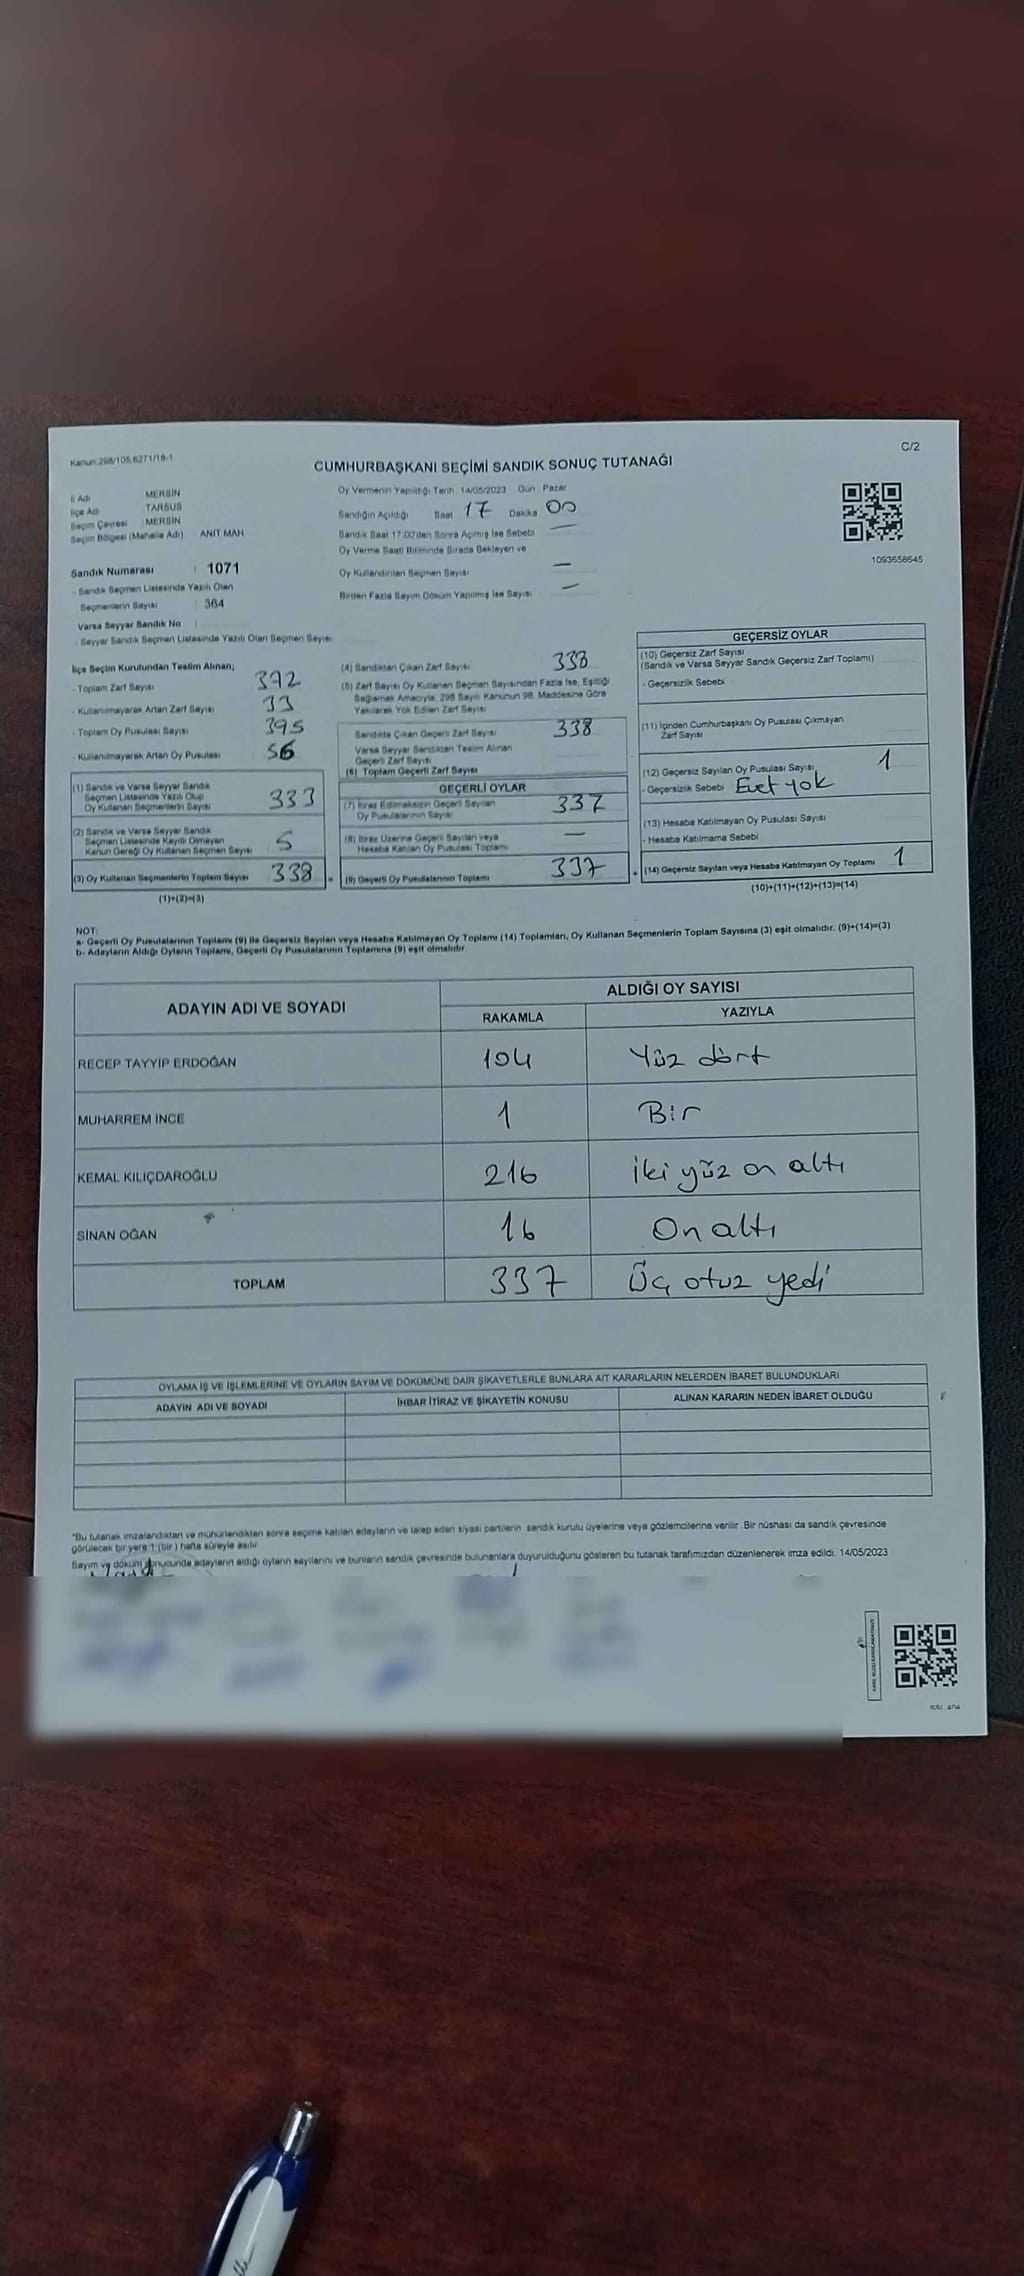 Kanun:298/105,6271/18-1
C/2
CUMHURBAŞKANI SEÇİMİ SANDIK SONUÇ TUTANAĞI
İl Adı : MERSİN
İlçe Adı : TARSUS
Seçim Çevresi : MERSİN
Seçim Bölgesi (Mahalle Adı) ANIT MAH
Oy Vermenin Yapıldığı Tarih : 14/05/2023 Gün : Pazar
Sandığın Açıldığı Saat 17 Dakika 00
Sandık Saat 17:00'den Sonra Açılmış İse Sebebi —
Oy Verme Saati Bitiminde Sırada Bekleyen ve
Oy Kullandırılan Seçmen Sayısı —
Birden Fazla Sayım Döküm Yapılmış İse Sayısı —
1093658645
Sandık Numarası : 1071
- Sandık Seçmen Listesinde Yazılı Olan
Seçmenlerin Sayısı : 364
Varsa Seyyar Sandık No :
- Seyyar Sandık Seçmen Listesinde Yazılı Olan Seçmen Sayısı:
İlçe Seçim Kurulundan Teslim Alınan;
- Toplam Zarf Sayısı 392
- Kullanılmayarak Artan Zarf Sayısı 33
- Toplam Oy Pusulası Sayısı 395
- Kullanılmayarak Artan Oy Pusulası 56
(1) Sandık ve Varsa Seyyar Sandık
Seçmen Listesinde Yazılı Olup
Oy Kullanan Seçmenlerin Sayısı 333
(2) Sandık ve Varsa Seyyar Sandık
Seçmen Listesinde Kayıtlı Olmayan
Kanun Gereği Oy Kullanan Seçmen Sayısı 5
(3) Oy Kullanan Seçmenlerin Toplam Sayısı 338
(1)+(2)=(3)
(4) Sandıktan Çıkan Zarf Sayısı 338
(5) Zarf Sayısı Oy Kullanan Seçmen Sayısından Fazla İse, Eşitliği
Sağlamak Amacıyla, 298 Sayılı Kanunun 98. Maddesine Göre
Yakılarak Yok Edilen Zarf Sayısı
Sandıkta Çıkan Geçerli Zarf Sayısı 338
Varsa Seyyar Sandıktan Teslim Alınan
Geçerli Zarf Sayısı
(6) Toplam Geçerli Zarf Sayısı
GEÇERLİ OYLAR
(7) İtiraz Edilmeksizin Geçerli Sayılan
Oy Pusulalarının Sayısı 337
(8) İtiraz Üzerine Geçerli Sayılan veya
Hesaba Katılan Oy Pusulası Toplamı —
(9) Geçerli Oy Pusulalarının Toplamı 337
GEÇERSİZ OYLAR
(10) Geçersiz Zarf Sayısı
(Sandık ve Varsa Seyyar Sandık Geçersiz Zarf Toplamı)
- Geçersizlik Sebebi
(11) İçinden Cumhurbaşkanı Oy Pusulası Çıkmayan
Zarf Sayısı
(12) Geçersiz Sayılan Oy Pusulası Sayısı 1
- Geçersizlik Sebebi Evet yok
(13) Hesaba Katılmayan Oy Pusulası Sayısı
- Hesaba Katılmama Sebebi
(14) Geçersiz Sayılan veya Hesaba Katılmayan Oy Toplamı 1
(10)+(11)+(12)+(13)=(14)
NOT:
a- Geçerli Oy Pusulalarının Toplamı (9) ile Geçersiz Sayılan veya Hesaba Katılmayan Oy Toplamı (14) Toplamları, Oy Kullanan Seçmenlerin Toplam Sayısına (3) eşit olmalıdır. (9)+(14)=(3)
b- Adayların Aldığı Oyların Toplamı, Geçerli Oy Pusulalarının Toplamına (9) eşit olmalıdır.
ADAYIN ADI VE SOYADI
ALDIĞI OY SAYISI
RAKAMLA YAZIYLA
RECEP TAYYİP ERDOĞAN 104 Yüz dört
MUHARREM İNCE 1 Bir
KEMAL KILIÇDAROĞLU 216 iki yüz on altı
SİNAN OĞAN 16 On altı
TOPLAM 337 Üç otuz yedi
OYLAMA İŞ VE İŞLEMLERİNE VE OYLARIN SAYIM VE DÖKÜMÜNE DAİR ŞİKAYETLERLE BUNLARA AİT KARARLARIN NELERDEN İBARET BULUNDUKLARI
ADAYIN ADI VE SOYADI İHBAR İTİRAZ VE ŞİKAYETİN KONUSU ALINAN KARARIN NEDEN İBARET OLDUĞU
*Bu tutanak imzalandıktan ve mühürlendikten sonra seçime katılan adayların ve talep eden siyasi partilerin sandık kurulu üyelerine veya gözlemcilerine verilir. Bir nüshası da sandık çevresinde
görülecek bir yere 1 (bir ) hafta süreyle asılır.
Sayım ve döküm sonucunda adayların aldığı oyların sayılarını ve bunların sandık çevresinde bulunanlara duyurulduğunu gösteren bu tutanak tarafımızdan düzenlenerek imza edildi. 14/05/2023